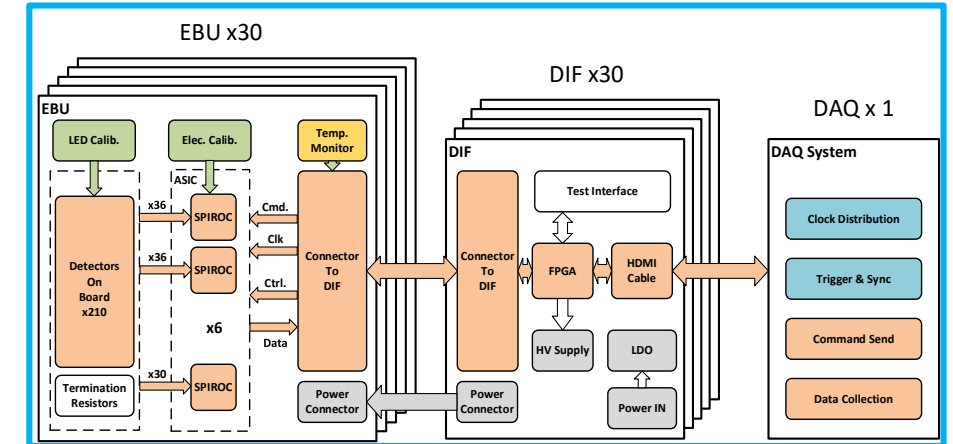 EBU x30
DIF x30
DAQ x 1
EBU
LED Calib.
Elec. Calib.
Temp.
Monitor
ASIC
x36
SPIROC
Cmd.
Clk
x36
SPIROC
Detectors
On
Board
x210
Ctrl.
x6
Data
Connector
To
DIF
x30
SPIROC
Termination
Resistors
Power
Connector
DIF
Test Interface
Connector
To
DIF
FPGA
HDMI
Cable
HV Supply
LDO
Power
Connector
Power IN
DAQ System
Clock Distribution
Trigger & Sync
Command Send
Data Collection